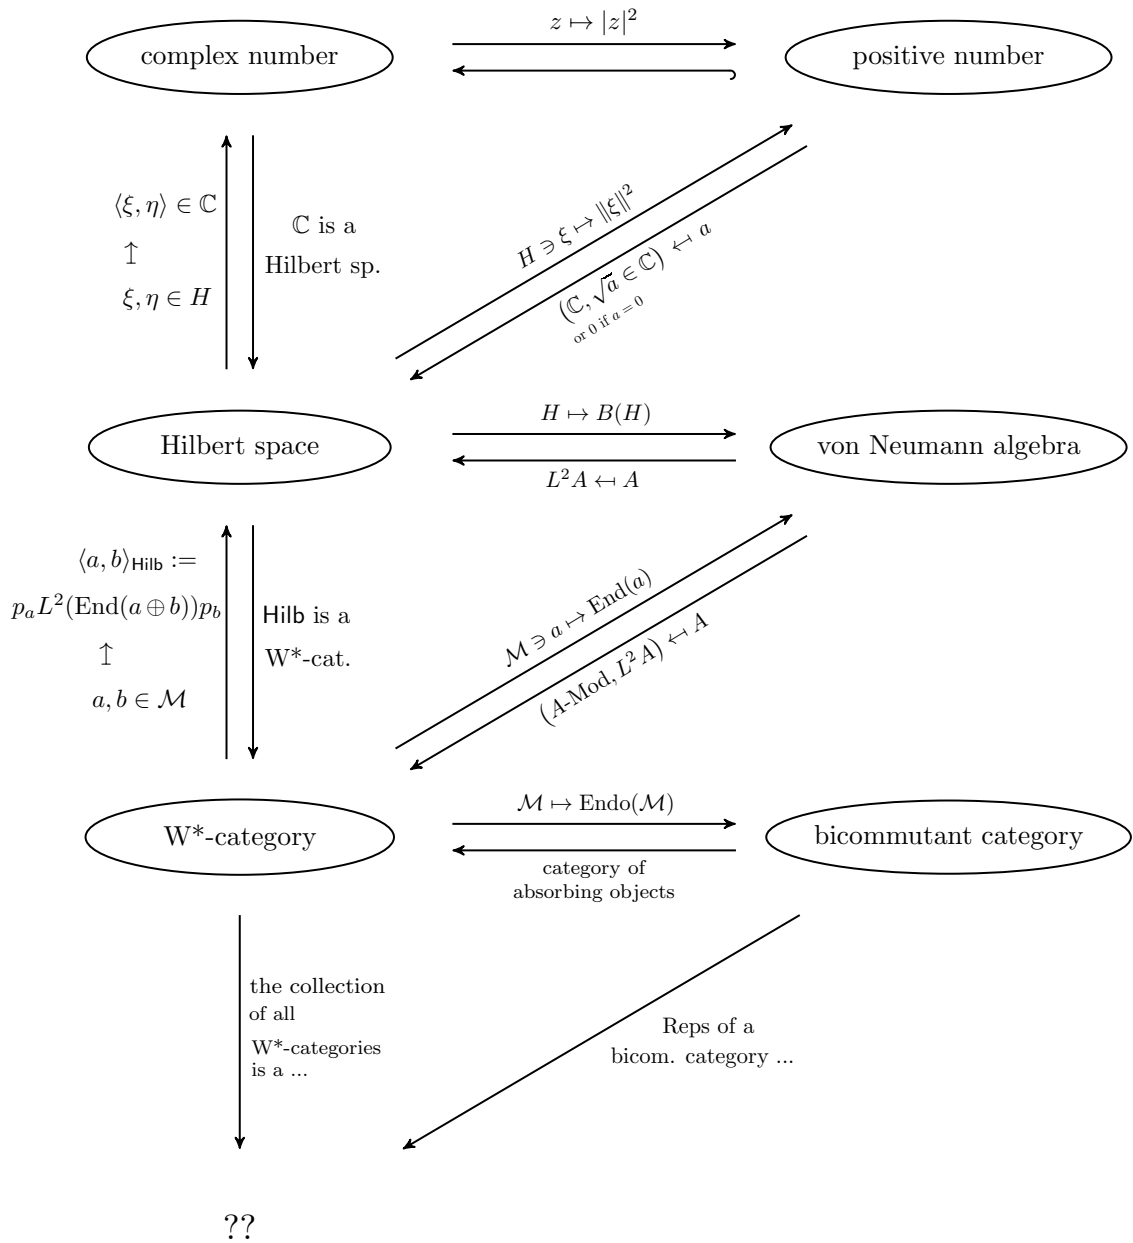 z ↦ |z|²
complex number
positive number
⟨ξ, η⟩ ∈ ℂ
↥
ξ, η ∈ H
ℂ is a
Hilbert sp.
H ∋ ξ ↦ ‖ξ‖²
(ℂ, √a ∈ ℂ) ↤ a
or 0 if a = 0
H ↦ B(H)
Hilbert space
von Neumann algebra
L²A ↤ A
⟨a, b⟩Hilb :=
pₐL²(End(a ⊕ b))p_b
↥
a, b ∈ ℳ
Hilb is a
W*-cat.
ℳ ∋ a ↦ End(a)
(A-Mod, L²A) ↤ A
ℳ ↦ Endo(ℳ)
W*-category
bicommutant category
category of
absorbing objects
the collection
of all
W*-categories
is a ...
Reps of a
bicom. category ...
??